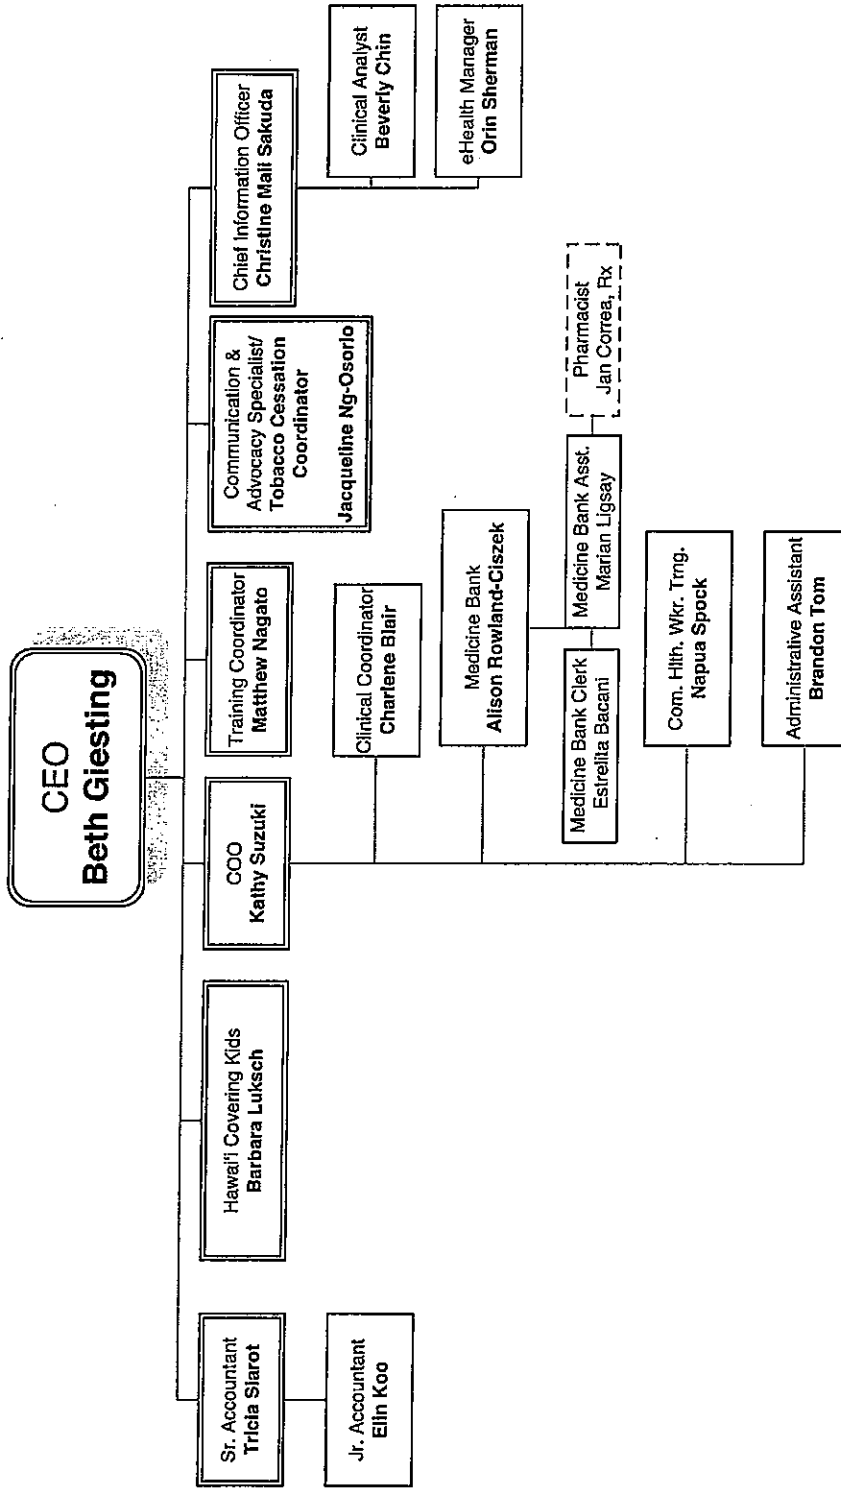 CEO
Beth Giesting
Sr. Accountant
Tricia Siarot
Hawai'i Covering Kids
Barbara Luksch
COO
Kathy Suzuki
Training Coordinator
Matthew Nagato
Communication &
Advocacy Specialist/
Tobacco Cessation
Coordinator
Jacqueline Ng-Osorio
Chief Information Officer
Christine Maii Sakuda
Jr. Accountant
Elin Koo
Clinical Coordinator
Charlene Blair
Medicine Bank
Alison Rowland-Ciszek
Medicine Bank Clerk
Estrelita Bacani
Medicine Bank Asst.
Marian Ligsay
Pharmacist
Jan Correa, Rx
Com. Hlth. Wkr. Trng.
Napua Spock
Administrative Assistant
Brandon Tom
Clinical Analyst
Beverly Chin
eHealth Manager
Orin Sherman